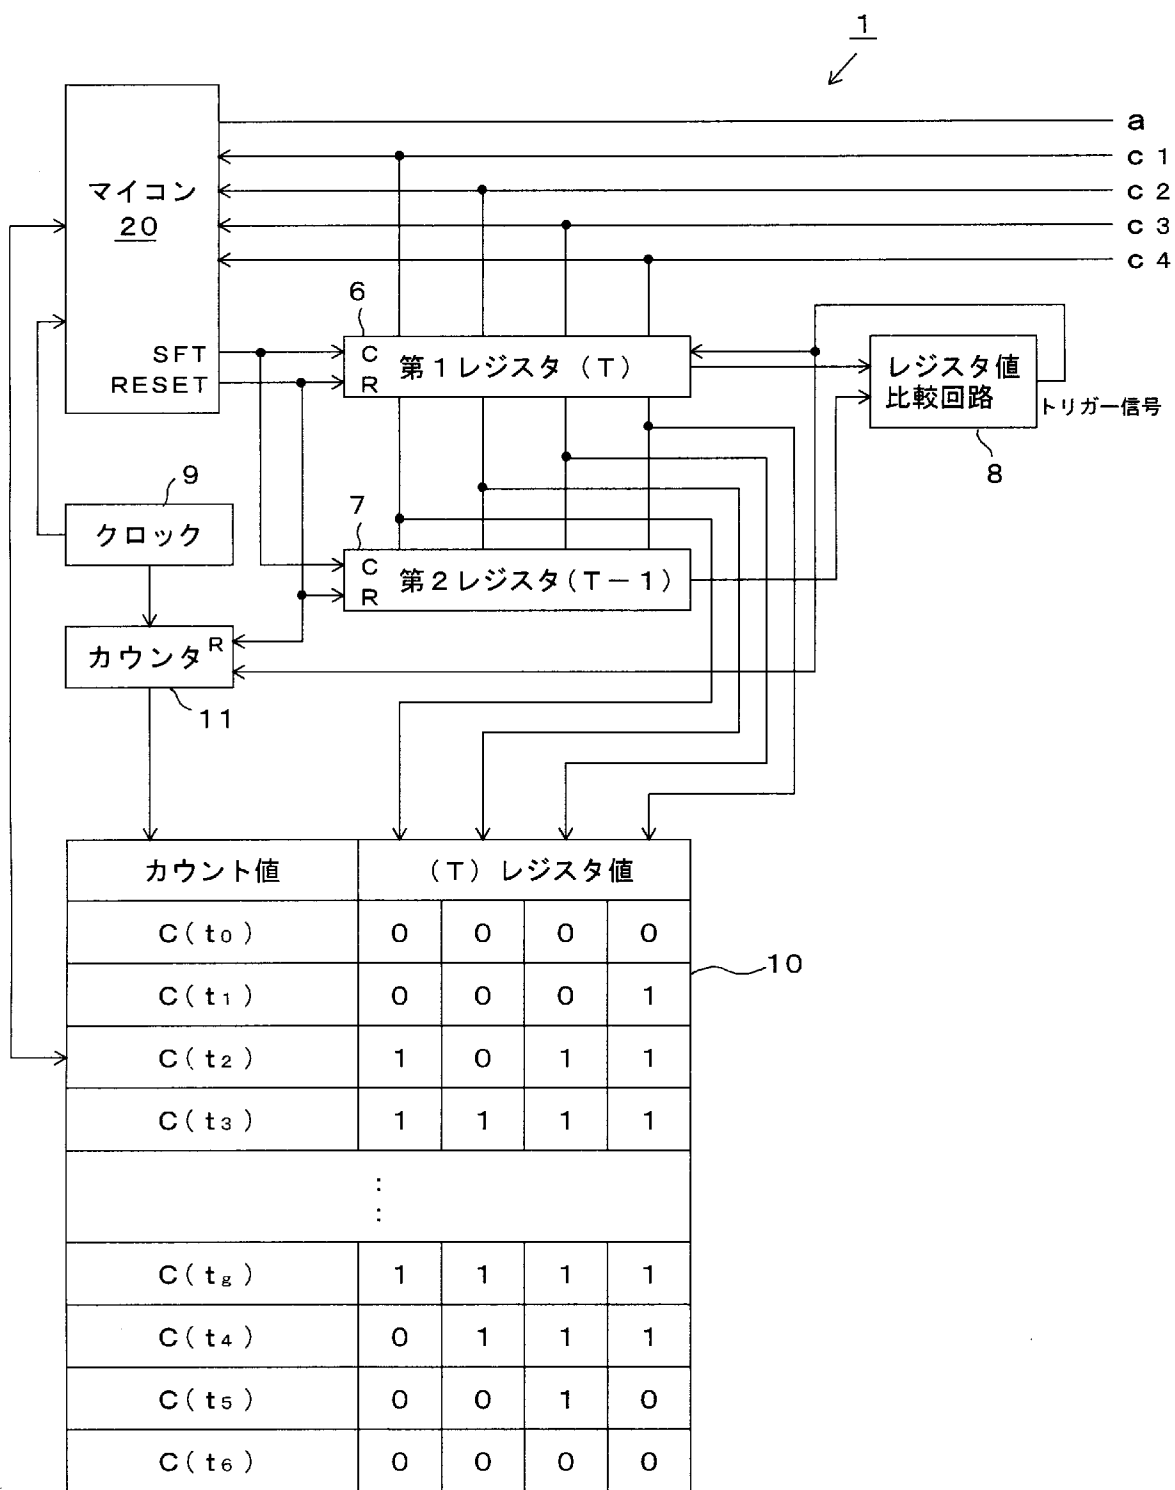 1
a
c1
c2
c3
c4
マイコン
20
SFT
RESET
6
C
R
第1レジスタ(T)
レジスタ値
比較回路
トリガー信号
8
9
クロック
7
C
R
第2レジスタ(T-1)
カウンタ R
11
カウント値 (T)レジスタ値
C(t0) 0 0 0 0
10
C(t1) 0 0 0 1
C(t2) 1 0 1 1
C(t3) 1 1 1 1
⋮
C(tg) 1 1 1 1
C(t4) 0 1 1 1
C(t5) 0 0 1 0
C(t6) 0 0 0 0